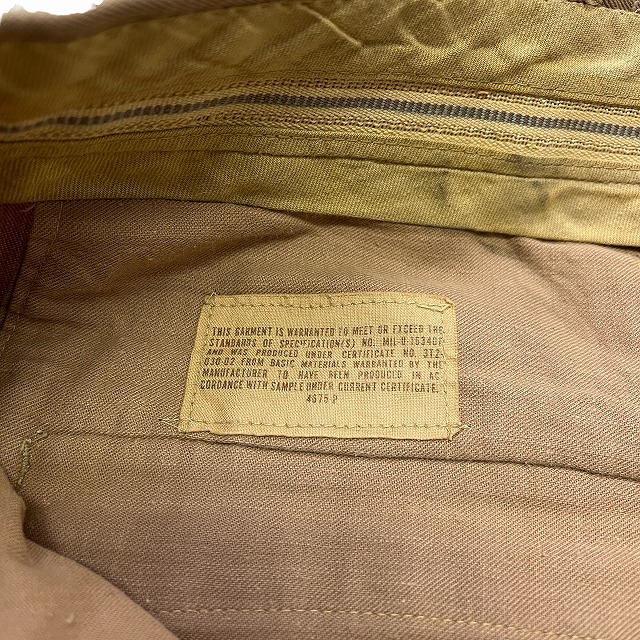 THIS GARMENT IS WARRANTED TO MEET OR EXCEED THE
STANDARDS OF SPECIFICATION(S) NO. MIL-U-15340F
AND WAS PRODUCED UNDER CERTIFICATE NO. 3T2-
030-02 FROM BASIC MATERIALS WARRANTED BY THE
MANUFACTURER TO HAVE BEEN PRODUCED IN AC
CORDANCE WITH SAMPLE UNDER CURRENT CERTIFICATE.
4675-P